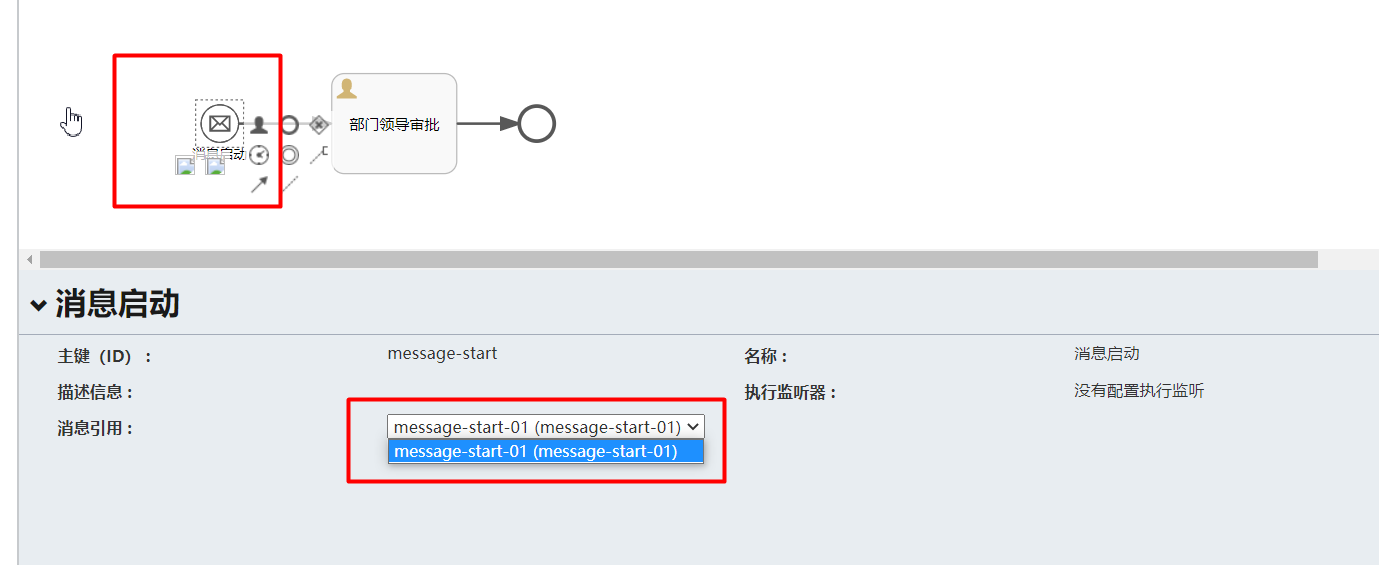 部门领导审批
消息启动
消息启动
主键（ID）：
message-start
名称：
消息启动
描述信息：
执行监听器：
没有配置执行监听
消息引用：
message-start-01 (message-start-01)
message-start-01 (message-start-01)